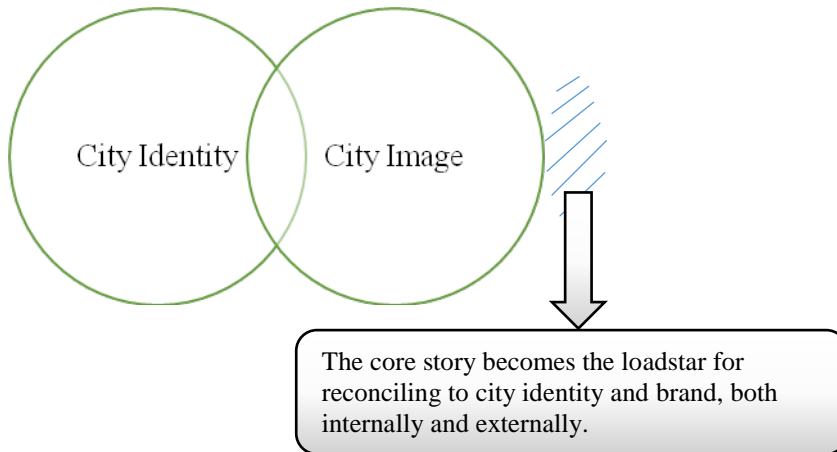 City Identity
City Image
The core story becomes the loadstar for
reconciling to city identity and brand, both
internally and externally.